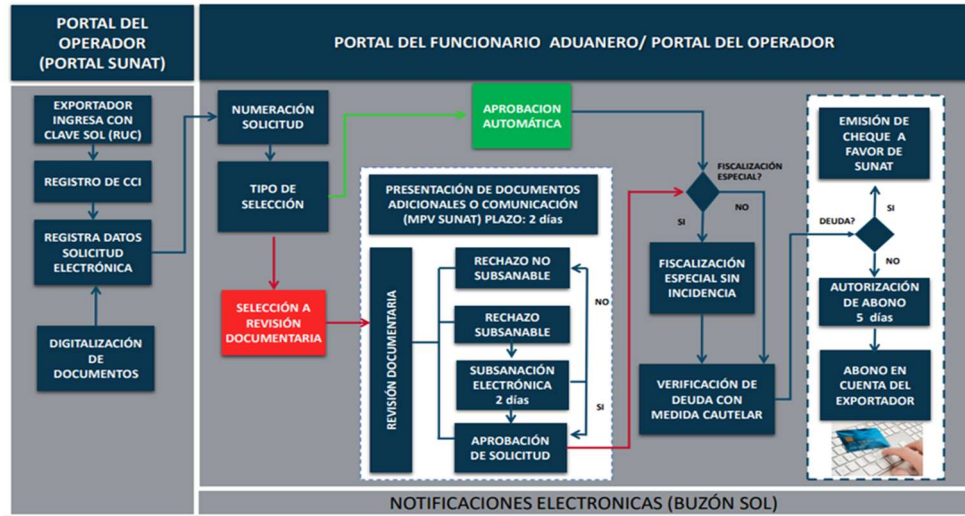 PORTAL DEL
OPERADOR
(PORTAL SUNAT)
PORTAL DEL FUNCIONARIO ADUANERO/ PORTAL DEL OPERADOR
EXPORTADOR
INGRESA CON
CLAVE SOL (RUC)
REGISTRO DE CCI
REGISTRA DATOS
SOLICITUD
ELECTRÓNICA
DIGITALIZACIÓN
DE
DOCUMENTOS
NUMERACIÓN
SOLICITUD
TIPO DE
SELECCIÓN
SELECCIÓN A
REVISIÓN
DOCUMENTARIA
APROBACION
AUTOMÁTICA
PRESENTACIÓN DE DOCUMENTOS
ADICIONALES O COMUNICACIÓN
(MPV SUNAT) PLAZO: 2 días
REVISIÓN DOCUMENTARIA
RECHAZO NO
SUBSANABLE
RECHAZO
SUBSANABLE
SUBSANACIÓN
ELECTRÓNICA
2 días
APROBACIÓN
DE SOLICITUD
NO
SI
FISCALIZACIÓN
ESPECIAL?
SI
NO
FISCALIZACIÓN
ESPECIAL SIN
INCIDENCIA
VERIFICACIÓN DE
DEUDA CON
MEDIDA CAUTELAR
EMISIÓN DE
CHEQUE A
FAVOR DE
SUNAT
SI
DEUDA?
NO
AUTORIZACIÓN
DE ABONO
5 días
ABONO EN
CUENTA DEL
EXPORTADOR
NOTIFICACIONES ELECTRONICAS (BUZÓN SOL)